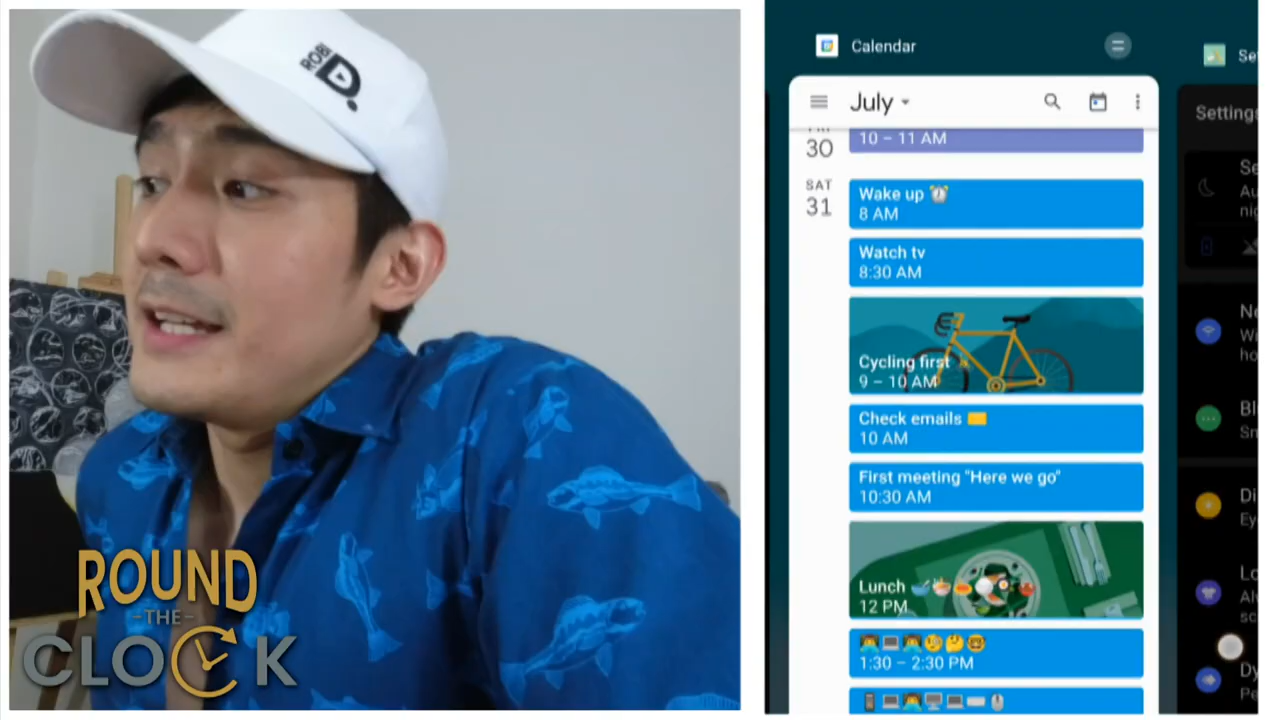 ROBI
D
ROUND
-THE-
CLOCK
Calendar
July
30
10 – 11 AM
SAT
31
Wake up ⏰
8 AM
Watch tv
8:30 AM
Cycling first
9 – 10 AM
Check emails ✉️
10 AM
First meeting "Here we go"
10:30 AM
Lunch
12 PM
1:30 – 2:30 PM
Settings